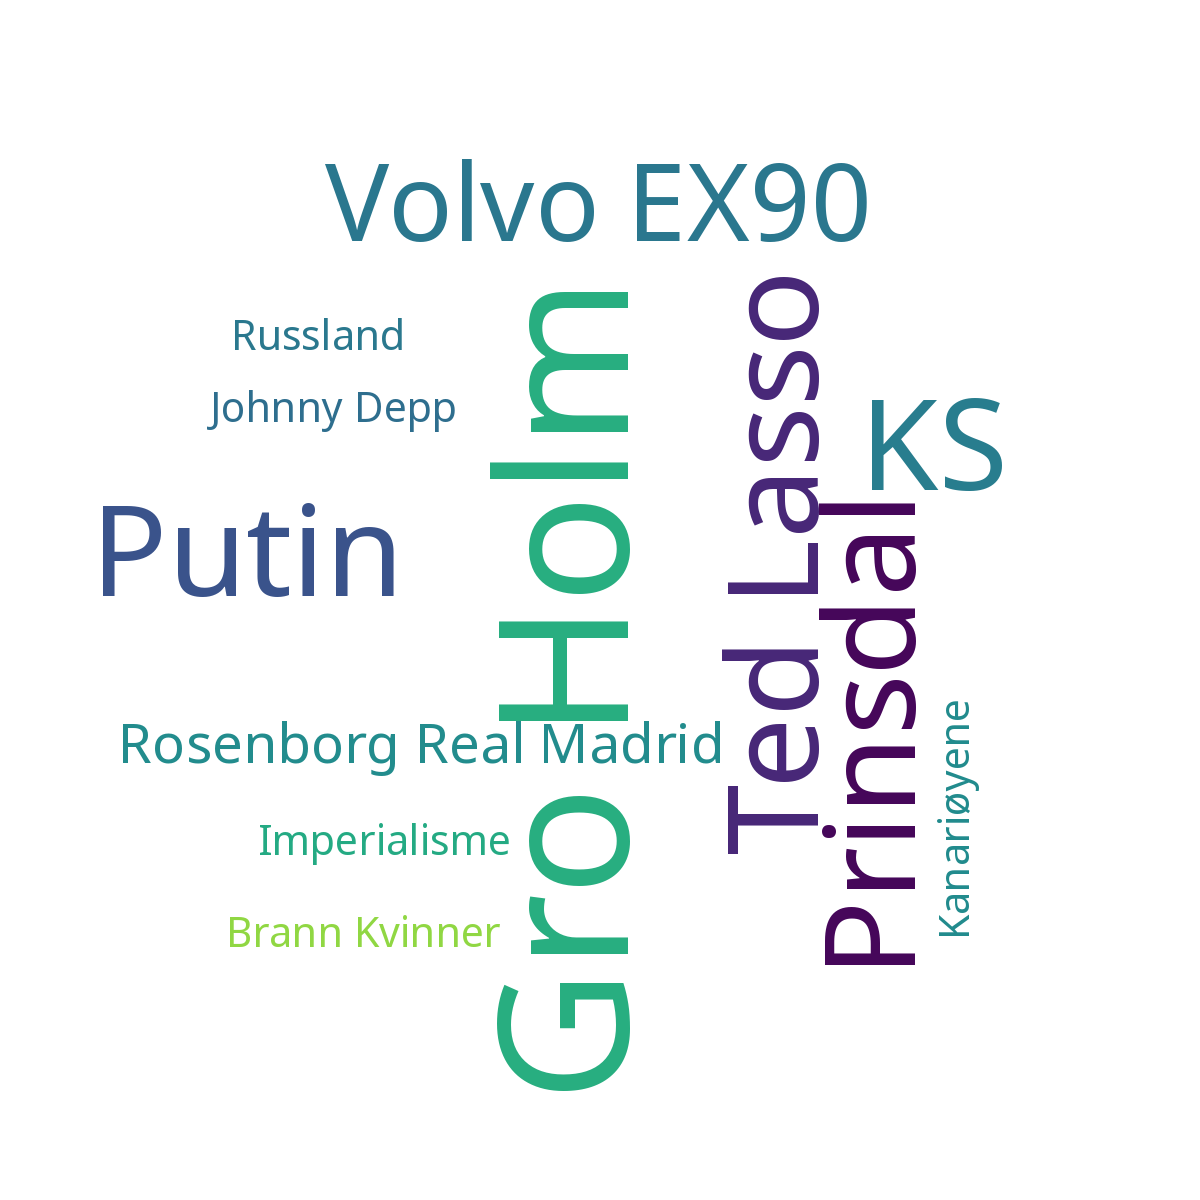 Volvo EX90
Russland
Johnny Depp
Putin
Gro Holm
Ted Lasso
KS
Prinsdal
Rosenborg Real Madrid
Kanariøyene
Imperialisme
Brann Kvinner